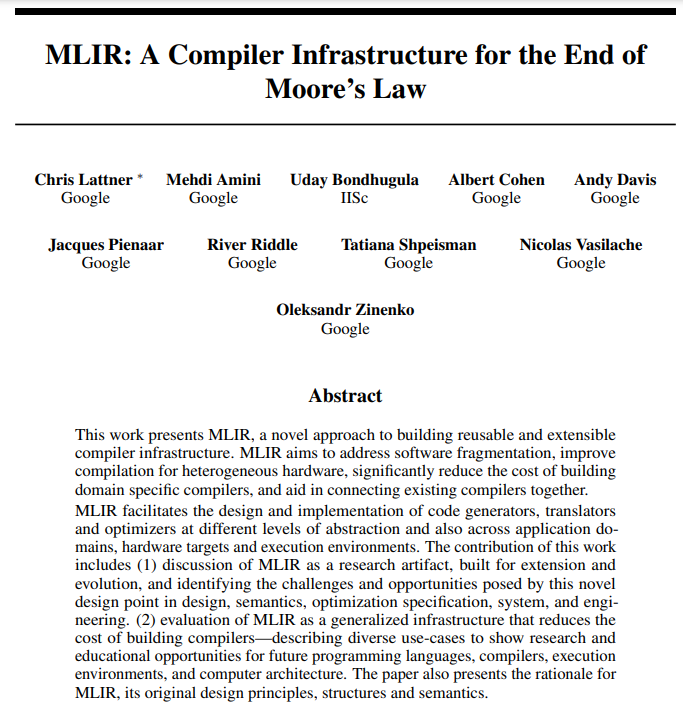 MLIR: A Compiler Infrastructure for the End of
Moore's Law
Chris Lattner * Mehdi Amini Uday Bondhugula Albert Cohen Andy Davis
Google Google IISc Google Google
Jacques Pienaar River Riddle Tatiana Shpeisman Nicolas Vasilache
Google Google Google Google
Oleksandr Zinenko
Google
Abstract
This work presents MLIR, a novel approach to building reusable and extensible
compiler infrastructure. MLIR aims to address software fragmentation, improve
compilation for heterogeneous hardware, significantly reduce the cost of building
domain specific compilers, and aid in connecting existing compilers together.
MLIR facilitates the design and implementation of code generators, translators
and optimizers at different levels of abstraction and also across application do-
mains, hardware targets and execution environments. The contribution of this work
includes (1) discussion of MLIR as a research artifact, built for extension and
evolution, and identifying the challenges and opportunities posed by this novel
design point in design, semantics, optimization specification, system, and engi-
neering. (2) evaluation of MLIR as a generalized infrastructure that reduces the
cost of building compilers—describing diverse use-cases to show research and
educational opportunities for future programming languages, compilers, execution
environments, and computer architecture. The paper also presents the rationale for
MLIR, its original design principles, structures and semantics.